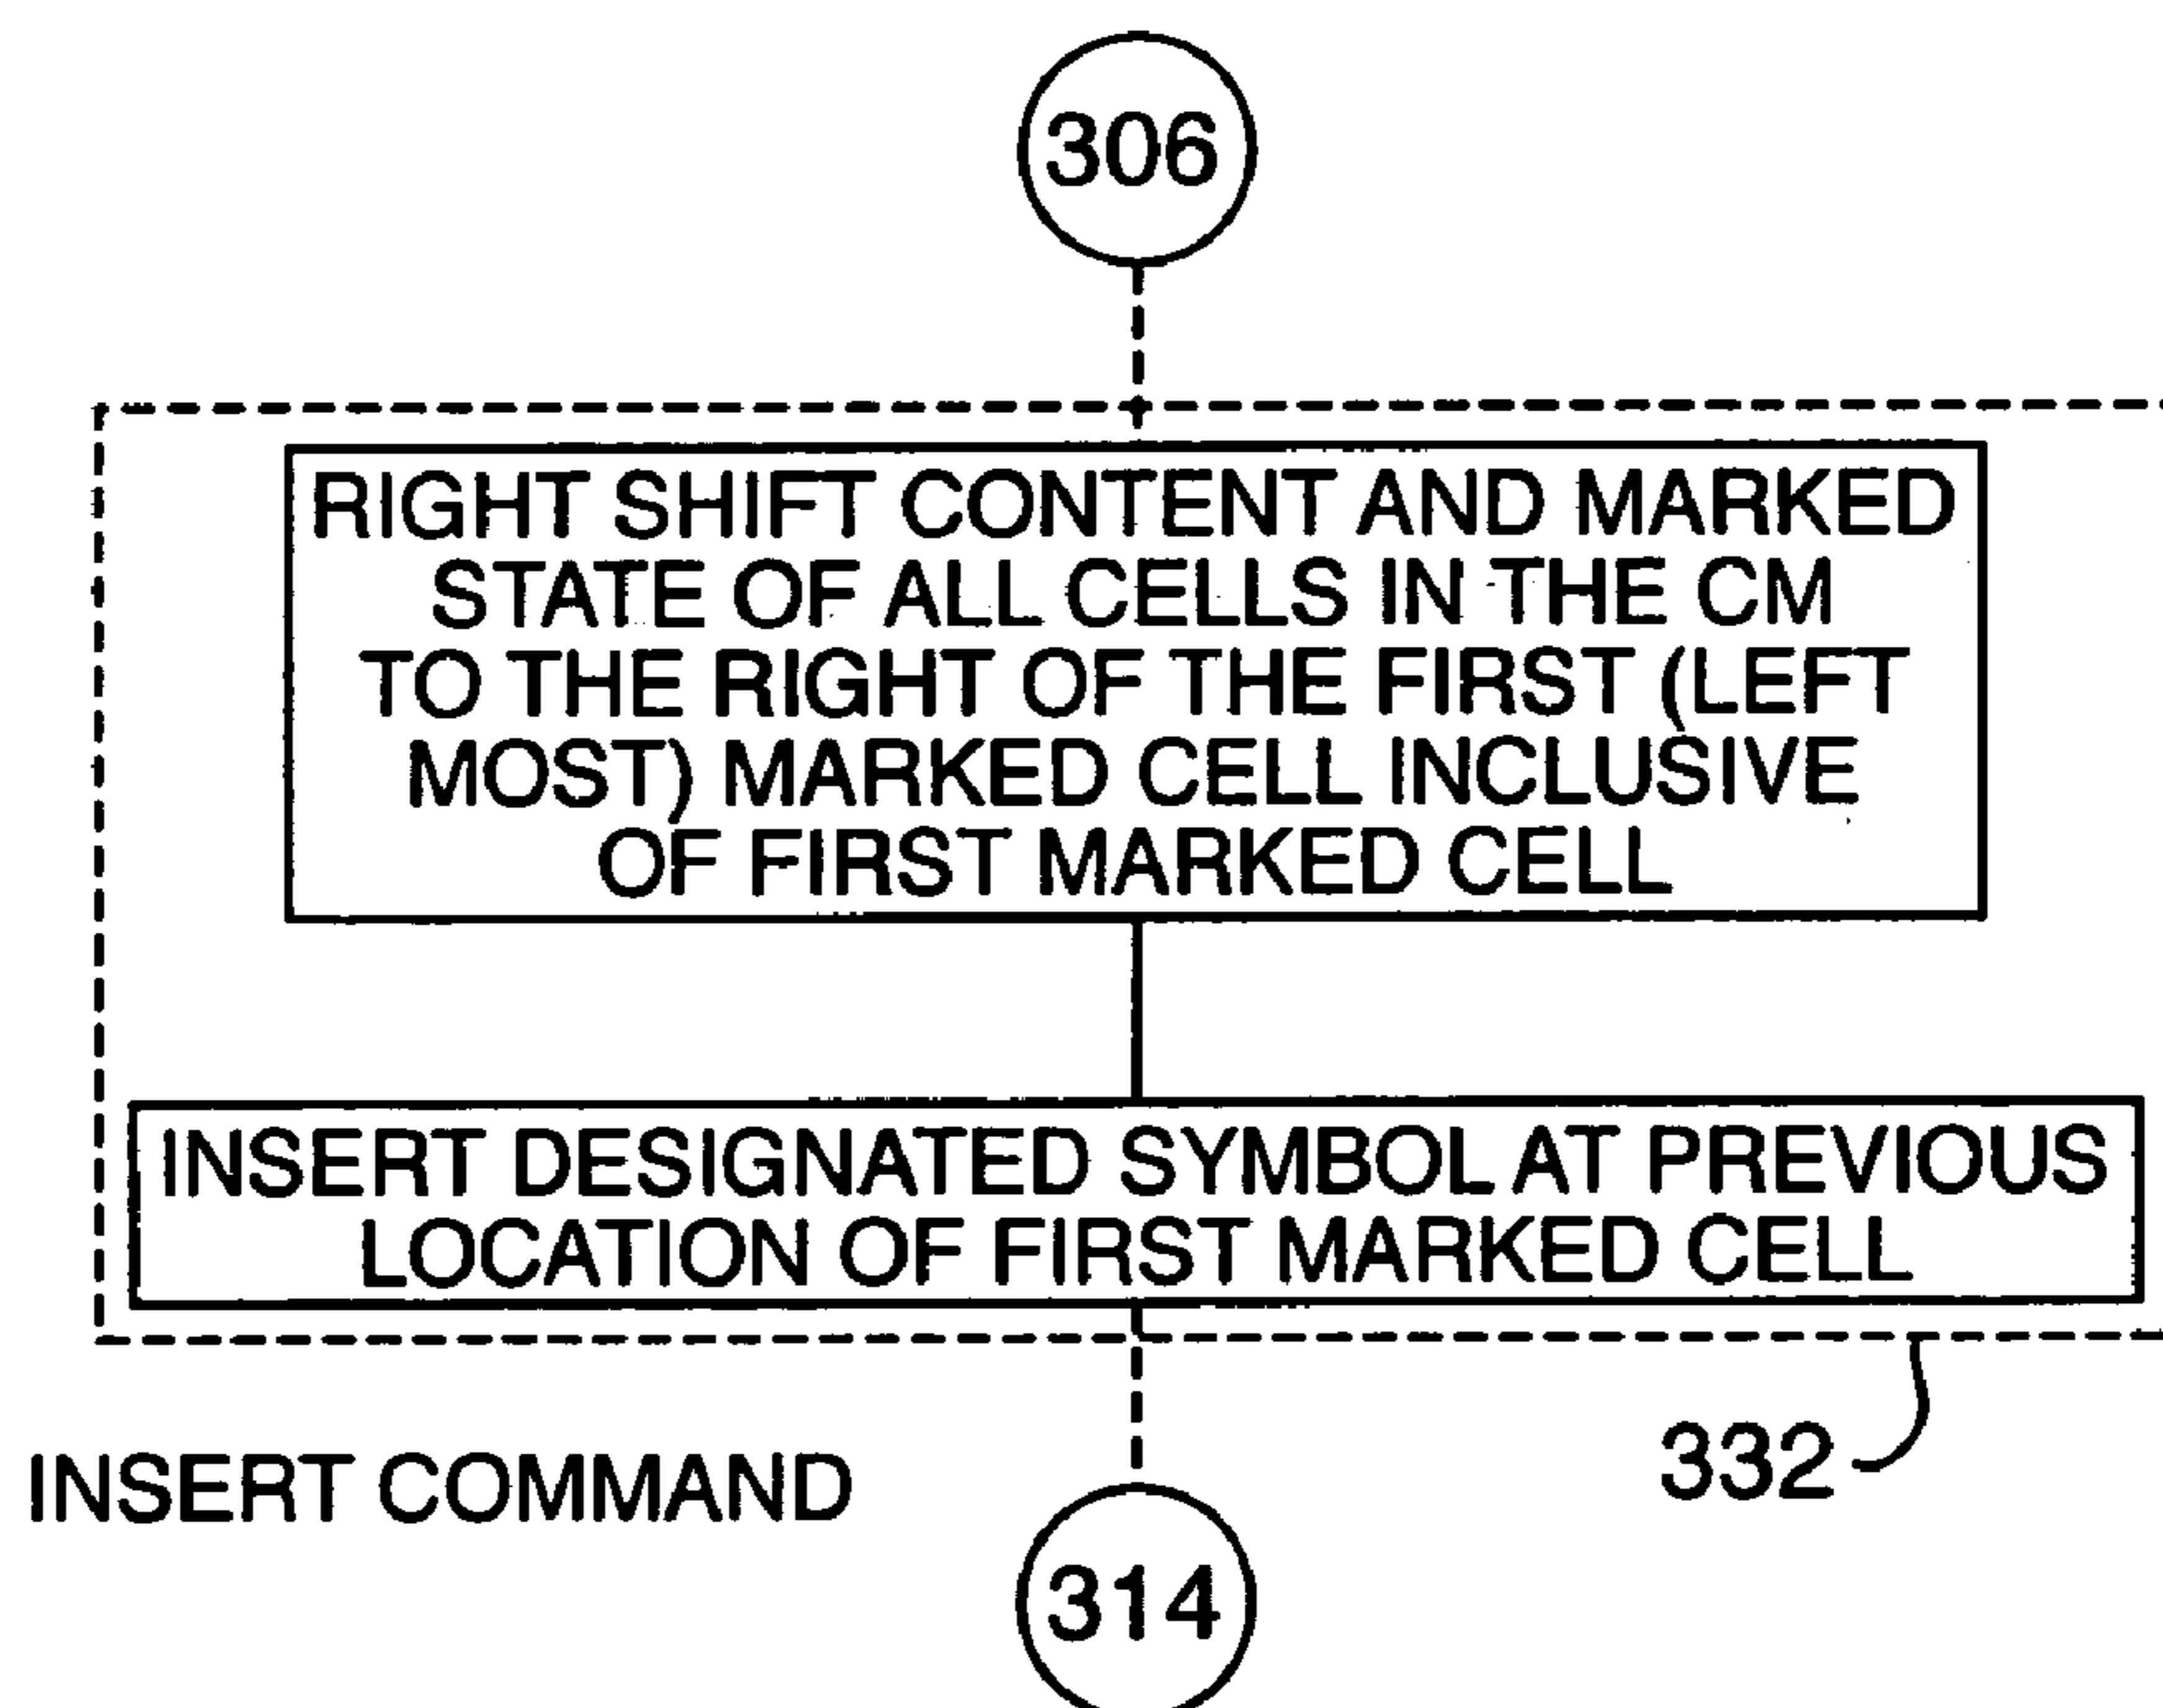 306
RIGHT SHIFT CONTENT AND MARKED
STATE OF ALL CELLS IN THE CM
TO THE RIGHT OF THE FIRST (LEFT
MOST) MARKED CELL INCLUSIVE
OF FIRST MARKED CELL
INSERT DESIGNATED SYMBOL AT PREVIOUS
LOCATION OF FIRST MARKED CELL
332
INSERT COMMAND
314